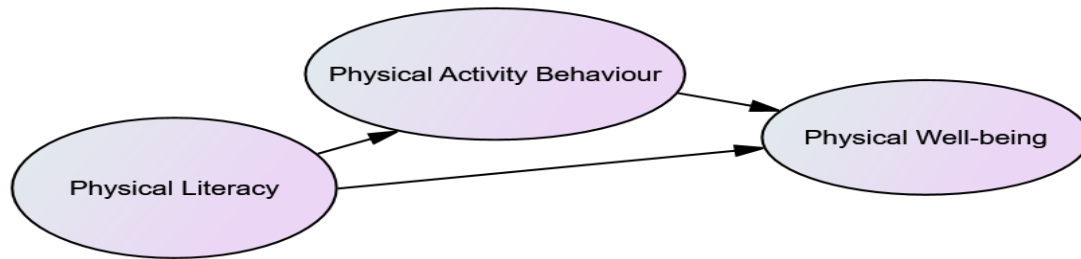 Physical Activity Behaviour
Physical Well-being
Physical Literacy